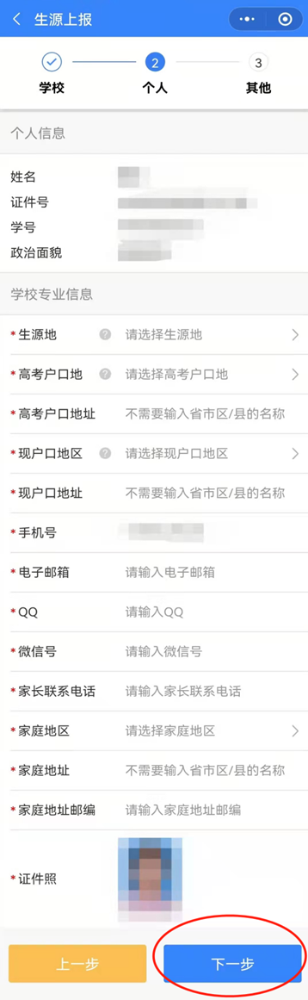 生源上报
2
3
学校
个人
其他
个人信息
姓名
证件号
学号
政治面貌
学校专业信息
*生源地 ? 请选择生源地
*高考户口地 ? 请选择高考户口地
*高考户口地址 不需要输入省市区/县的名称
*现户口地区 ? 请选择现户口地区
*现户口地址 不需要输入省市区/县的名称
*手机号
*电子邮箱 请输入电子邮箱
*QQ 请输入QQ
*微信号 请输入微信号
*家长联系电话 请输入家长联系电话
*家庭地区 请选择家庭地区
*家庭地址 不需要输入省市区/县的名称
*家庭地址邮编 请输入家庭地址邮编
*证件照
上一步 下一步